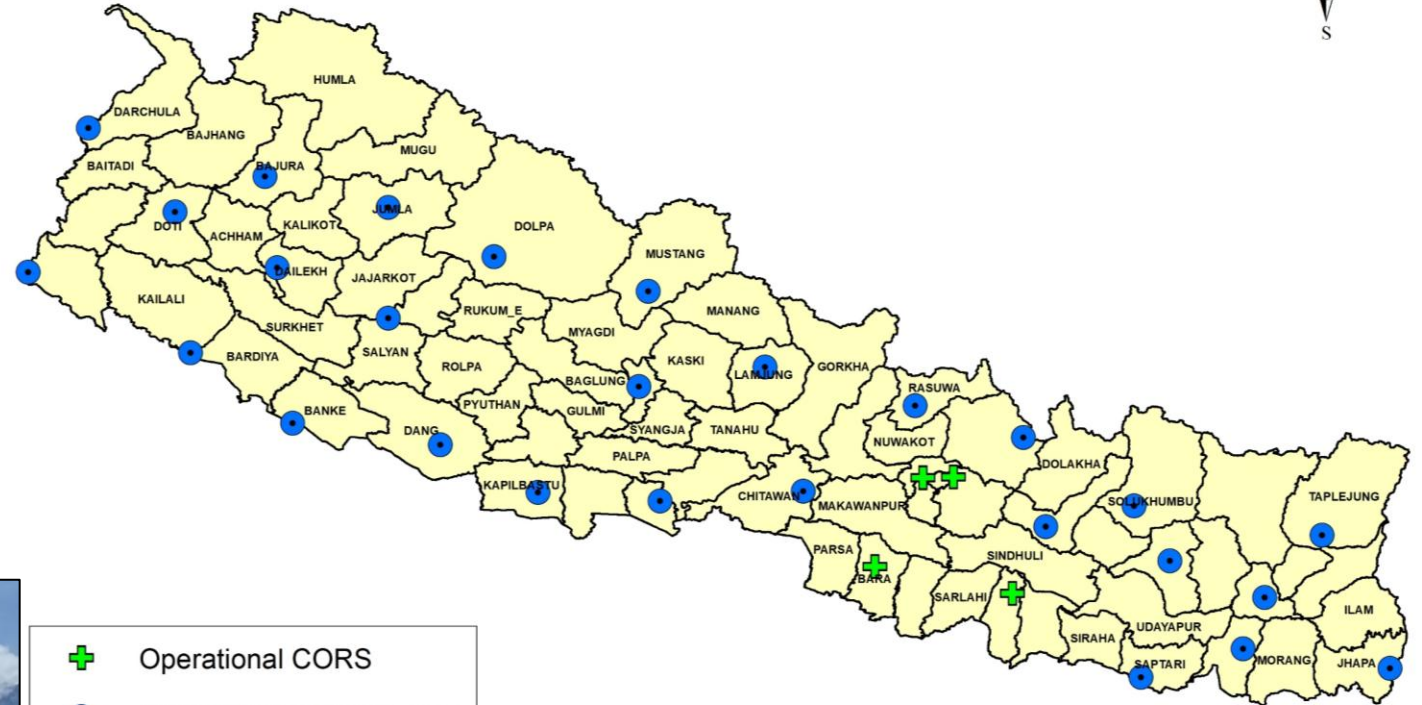 S
HUMLA
DARCHULA
BAJHANG
MUGU
BAITADI
BAJURA
JUMLA
DOTI
ACHHAM
KALIKOT
DOLPA
MUSTANG
DAILEKH
JAJARKOT
KAILALI
SURKHET
RUKUM_E
MANANG
MYAGDI
BARDIYA
SALYAN
ROLPA
KASKI
LAMJUNG
GORKHA
BAGLUNG
RASUWA
BANKE
PYUTHAN
GULMI
DANG
SYANGJA
TANAHU
NUWAKOT
PALPA
DOLAKHA
KAPILBASTU
CHITAWAN
MAKAWANPUR
SOLUKHUMBU
TAPLEJUNG
PARSA
SINDHULI
BARA
SARLAHI
ILAM
UDAYAPUR
SIRAHA
SAPTARI
MORANG
JHAPA
Operational CORS